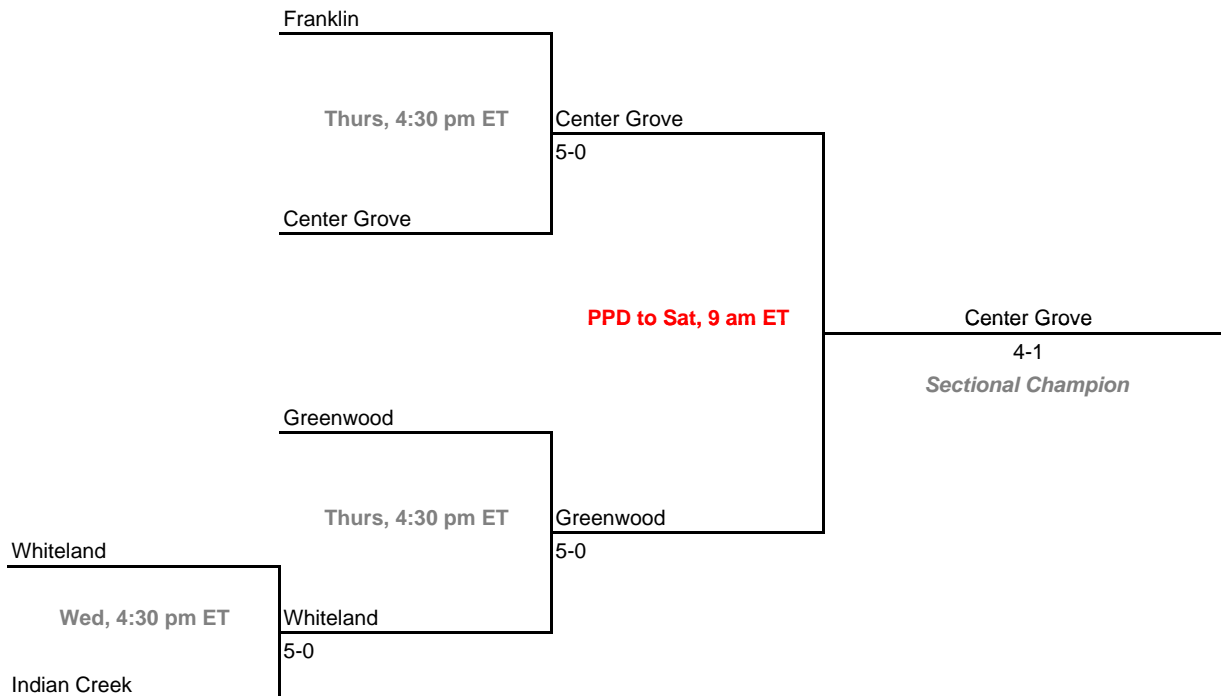 Franklin
Thurs, 4:30 pm ET
Center Grove
5-0
Center Grove
PPD to Sat, 9 am ET
Center Grove
4-1
Sectional Champion
Greenwood
Thurs, 4:30 pm ET
Greenwood
5-0
Whiteland
Wed, 4:30 pm ET
Whiteland
5-0
Indian Creek